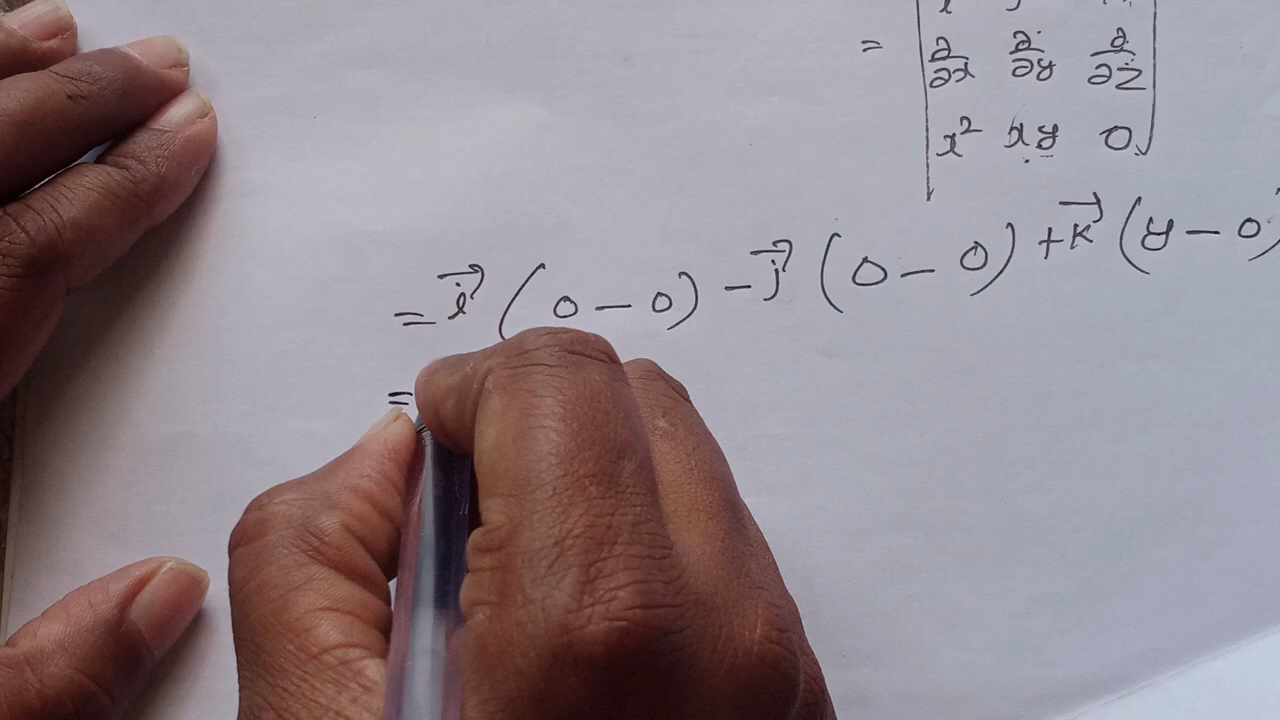 = | ∂/∂x ∂/∂y ∂/∂z |
| x² xy 0 |
= i⃗ (0 − 0) − j⃗ (0 − 0) + k⃗ (y − 0)
=